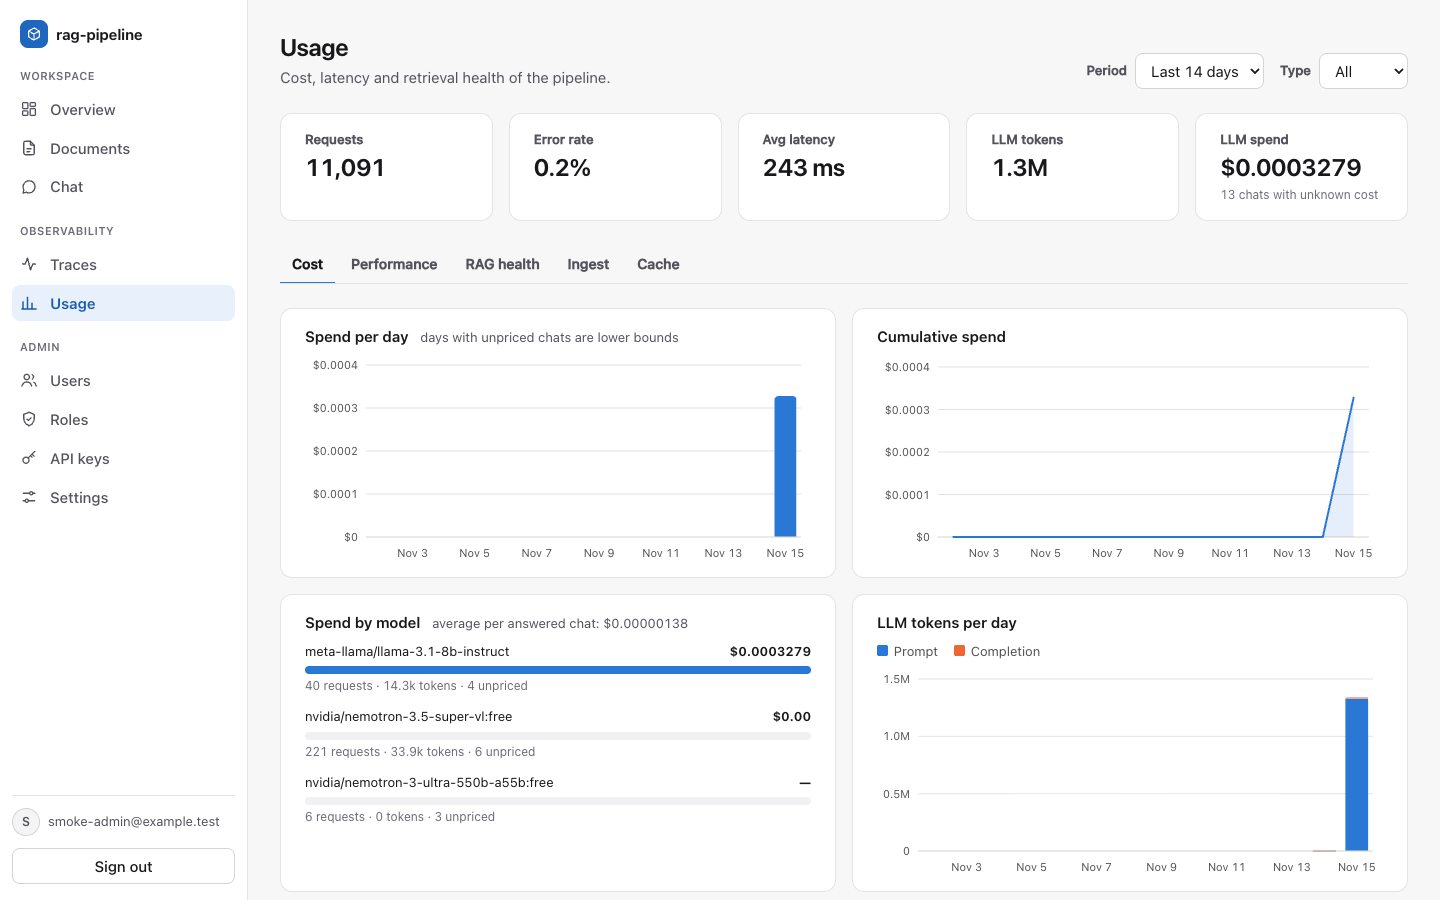 rag-pipeline
WORKSPACE
Overview
Documents
Chat
OBSERVABILITY
Traces
Usage
ADMIN
Users
Roles
API keys
Settings
S
smoke-admin@example.test
Sign out
Usage
Cost, latency and retrieval health of the pipeline.
Period
Last 14 days
Type
All
Requests
11,091
Error rate
0.2%
Avg latency
243 ms
LLM tokens
1.3M
LLM spend
$0.0003279
13 chats with unknown cost
Cost Performance RAG health Ingest Cache
Spend per day days with unpriced chats are lower bounds
$0.0004
$0.0003
$0.0002
$0.0001
$0
Nov 3 Nov 5 Nov 7 Nov 9 Nov 11 Nov 13 Nov 15
Cumulative spend
$0.0004
$0.0003
$0.0002
$0.0001
$0
Nov 3 Nov 5 Nov 7 Nov 9 Nov 11 Nov 13 Nov 15
Spend by model average per answered chat: $0.00000138
meta-llama/llama-3.1-8b-instruct $0.0003279
40 requests · 14.3k tokens · 4 unpriced
nvidia/nemotron-3.5-super-vl:free $0.00
221 requests · 33.9k tokens · 6 unpriced
nvidia/nemotron-3-ultra-550b-a55b:free —
6 requests · 0 tokens · 3 unpriced
LLM tokens per day
Prompt Completion
1.5M
1.0M
0.5M
0
Nov 3 Nov 5 Nov 7 Nov 9 Nov 11 Nov 13 Nov 15